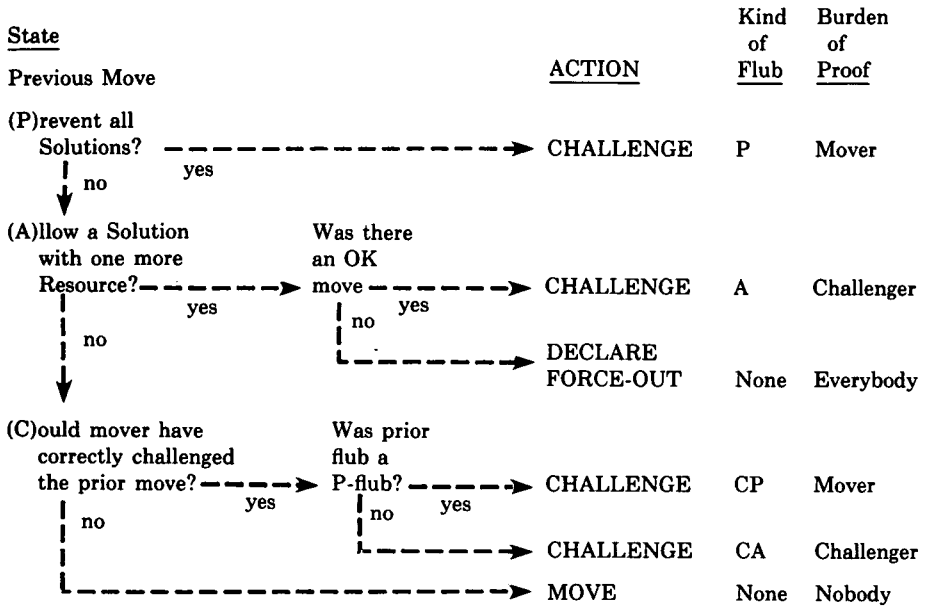 Kind Burden
State of of
ACTION Flub Proof
Previous Move
(P)revent all
Solutions? yes CHALLENGE P Mover
no
(A)llow a Solution Was there
with one more an OK
Resource? yes move yes CHALLENGE A Challenger
no
no DECLARE
FORCE-OUT None Everybody
(C)ould mover have Was prior
correctly challenged flub a
the prior move? yes P-flub? yes CHALLENGE CP Mover
no no
CHALLENGE CA Challenger
MOVE None Nobody